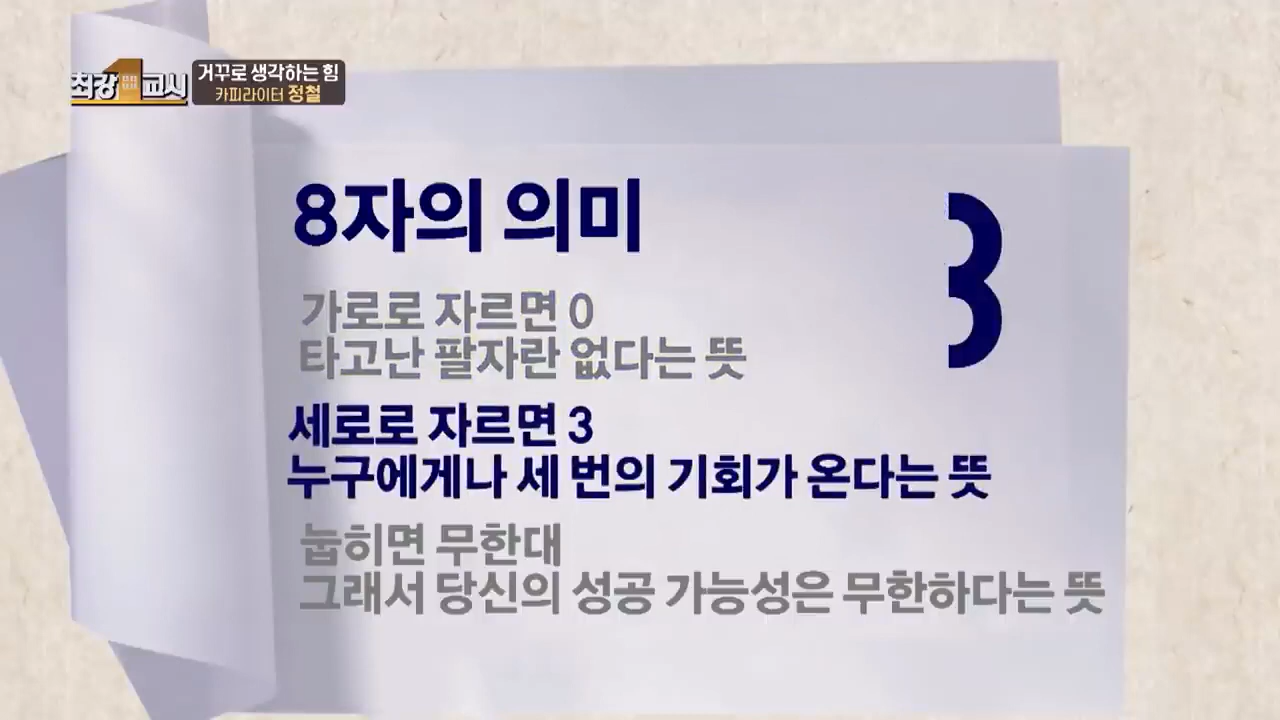 최강1교시
거꾸로 생각하는 힘
카피라이터 정철
8자의 의미
3
가로로 자르면 0
타고난 팔자란 없다는 뜻
세로로 자르면 3
누구에게나 세 번의 기회가 온다는 뜻
눕히면 무한대
그래서 당신의 성공 가능성은 무한하다는 뜻